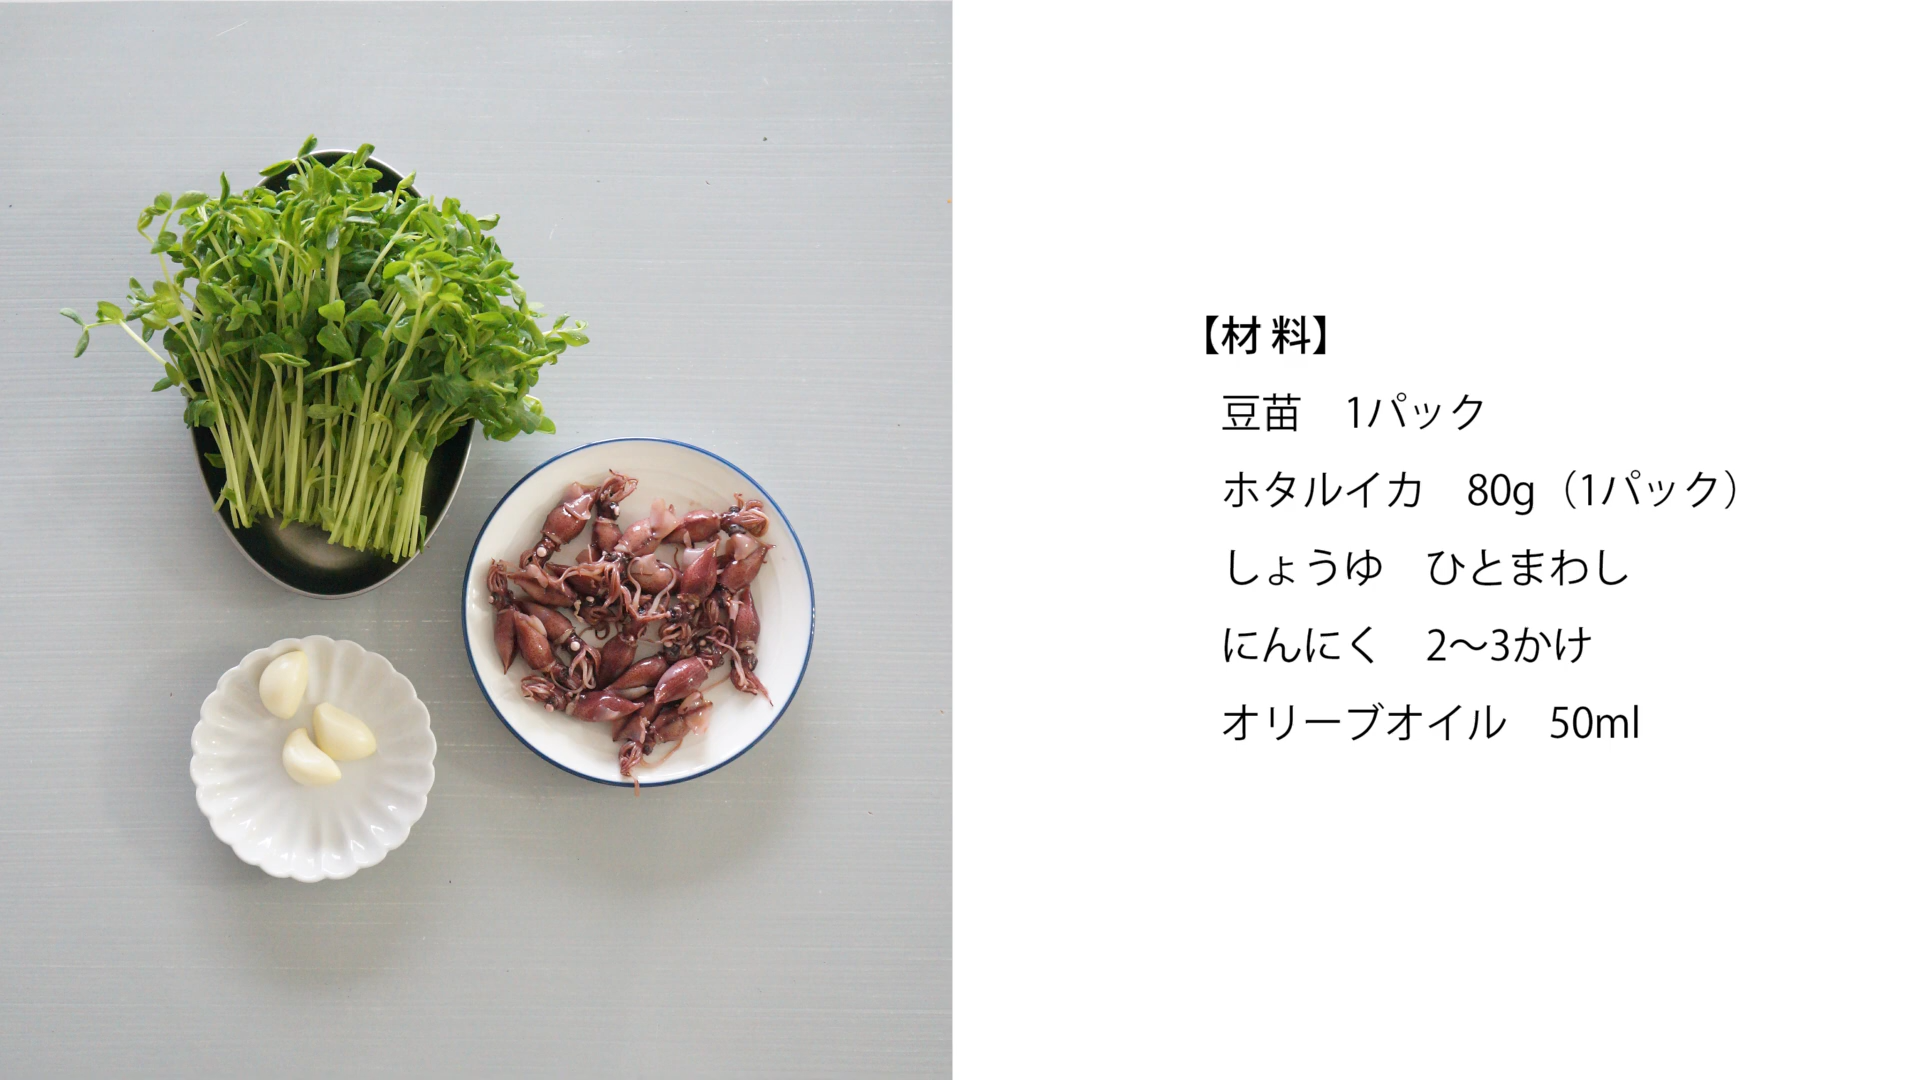 【材 料】
豆苗　1パック
ホタルイカ　80g（1パック）
しょうゆ　ひとまわし
にんにく　2〜3かけ
オリーブオイル　50ml